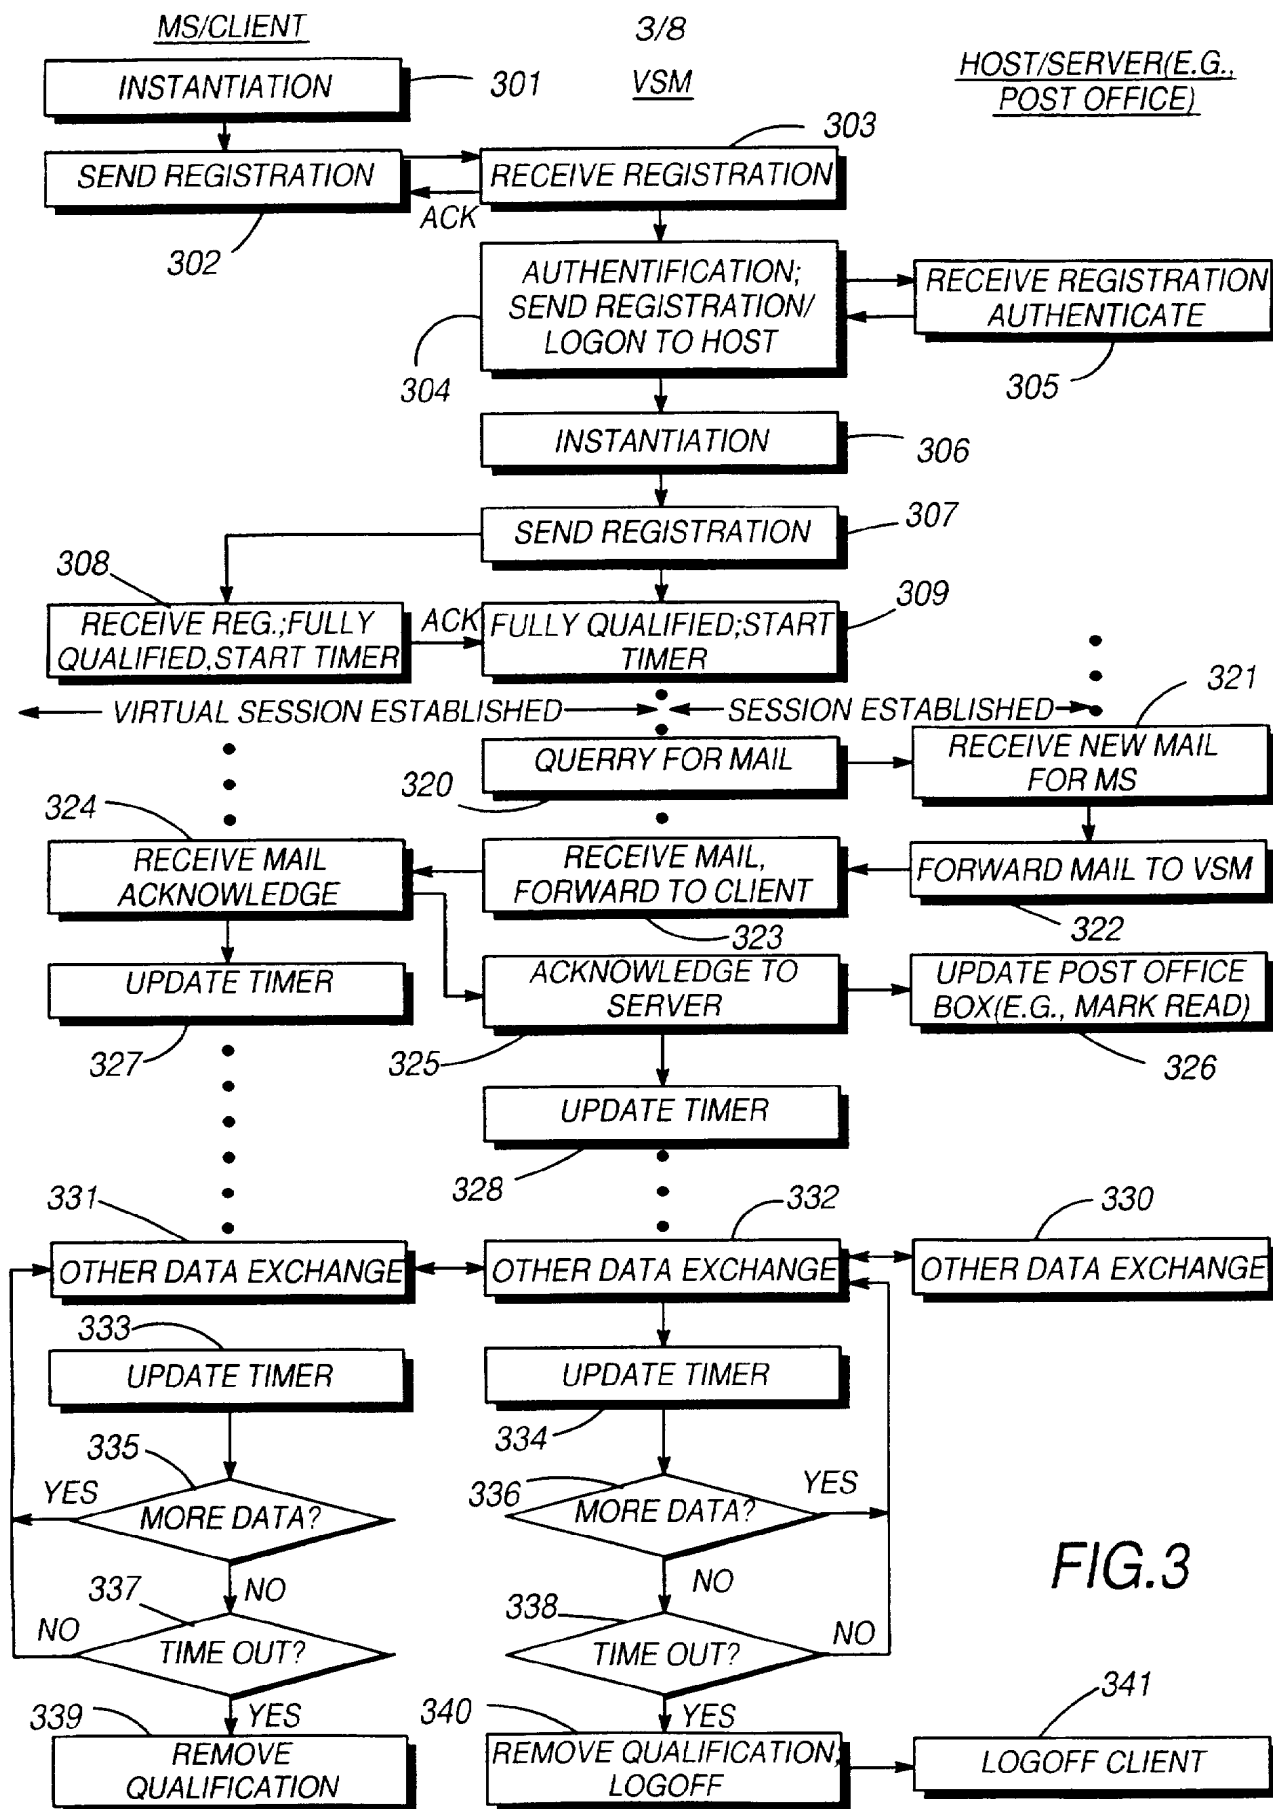 MS/CLIENT
3/8
VSM
HOST/SERVER(E.G.,
POST OFFICE)
INSTANTIATION
301
303
SEND REGISTRATION
RECEIVE REGISTRATION
ACK
302
AUTHENTIFICATION;
SEND REGISTRATION/
LOGON TO HOST
RECEIVE REGISTRATION
AUTHENTICATE
304
305
INSTANTIATION
306
SEND REGISTRATION
307
308
RECEIVE REG.;FULLY
QUALIFIED,START TIMER
ACK
FULLY QUALIFIED;START
TIMER
309
VIRTUAL SESSION ESTABLISHED
SESSION ESTABLISHED
321
QUERRY FOR MAIL
RECEIVE NEW MAIL
FOR MS
320
324
RECEIVE MAIL
ACKNOWLEDGE
RECEIVE MAIL,
FORWARD TO CLIENT
FORWARD MAIL TO VSM
323
322
UPDATE TIMER
ACKNOWLEDGE TO
SERVER
UPDATE POST OFFICE
BOX(E.G., MARK READ)
327
325
326
UPDATE TIMER
328
331
332
330
OTHER DATA EXCHANGE
OTHER DATA EXCHANGE
OTHER DATA EXCHANGE
333
UPDATE TIMER
UPDATE TIMER
334
335
336
YES
MORE DATA?
MORE DATA?
YES
NO
NO
FIG.3
337
338
NO
TIME OUT?
TIME OUT?
NO
YES
YES
339
340
341
REMOVE
QUALIFICATION
REMOVE QUALIFICATION,
LOGOFF
LOGOFF CLIENT